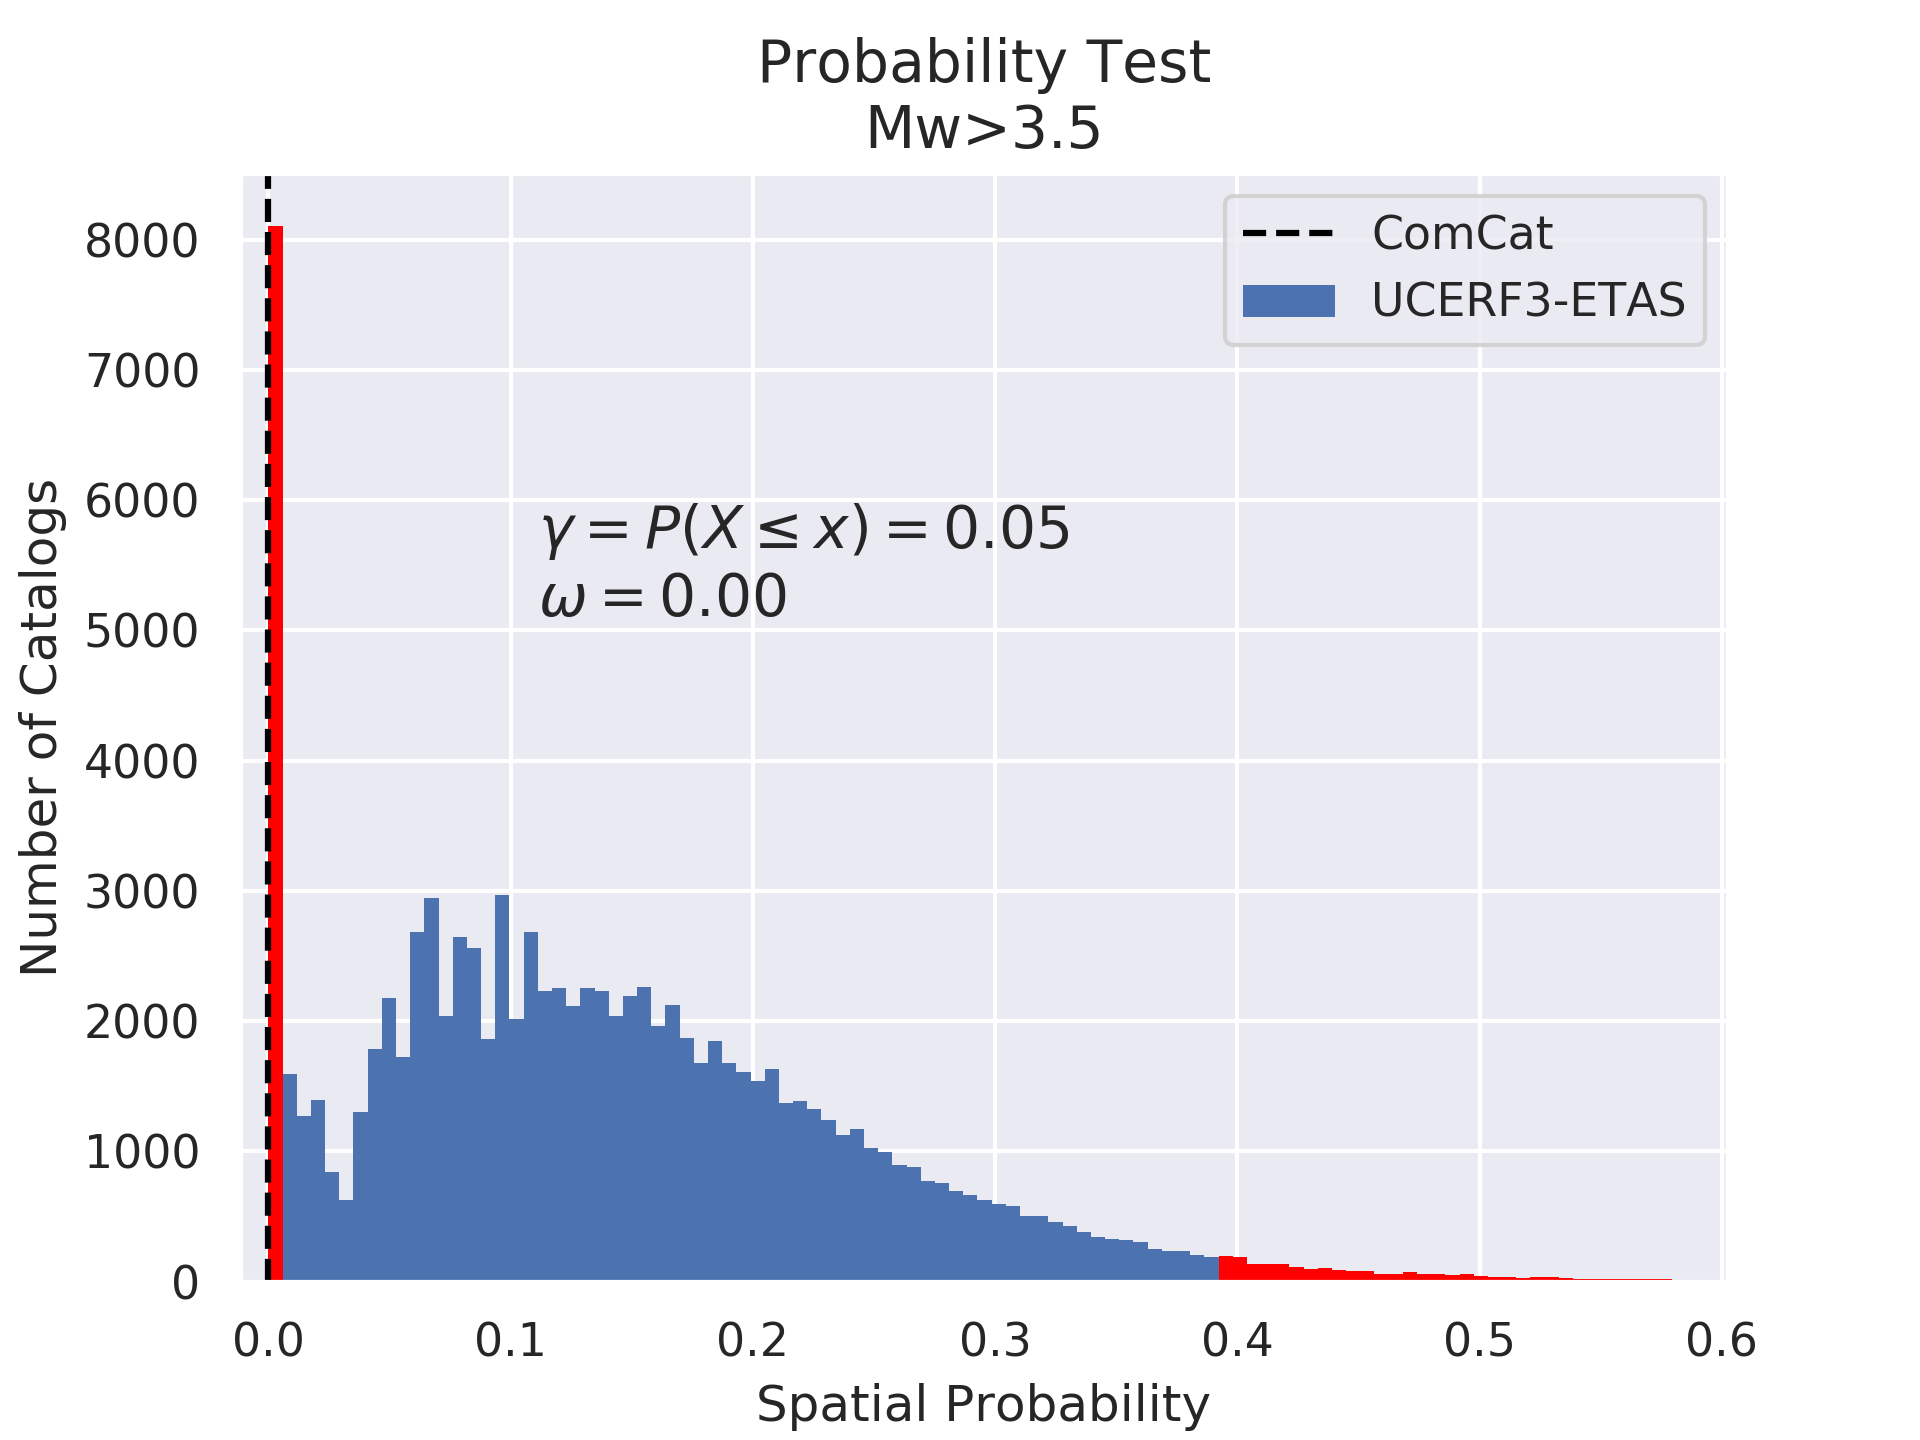 Probability Test
Mw>3.5
ComCat
UCERF3-ETAS
8000
7000
6000
5000
4000
3000
2000
1000
0
Number of Catalogs
γ = P(X ≤ x) = 0.05
ω = 0.00
0.0 0.1 0.2 0.3 0.4 0.5 0.6
Spatial Probability